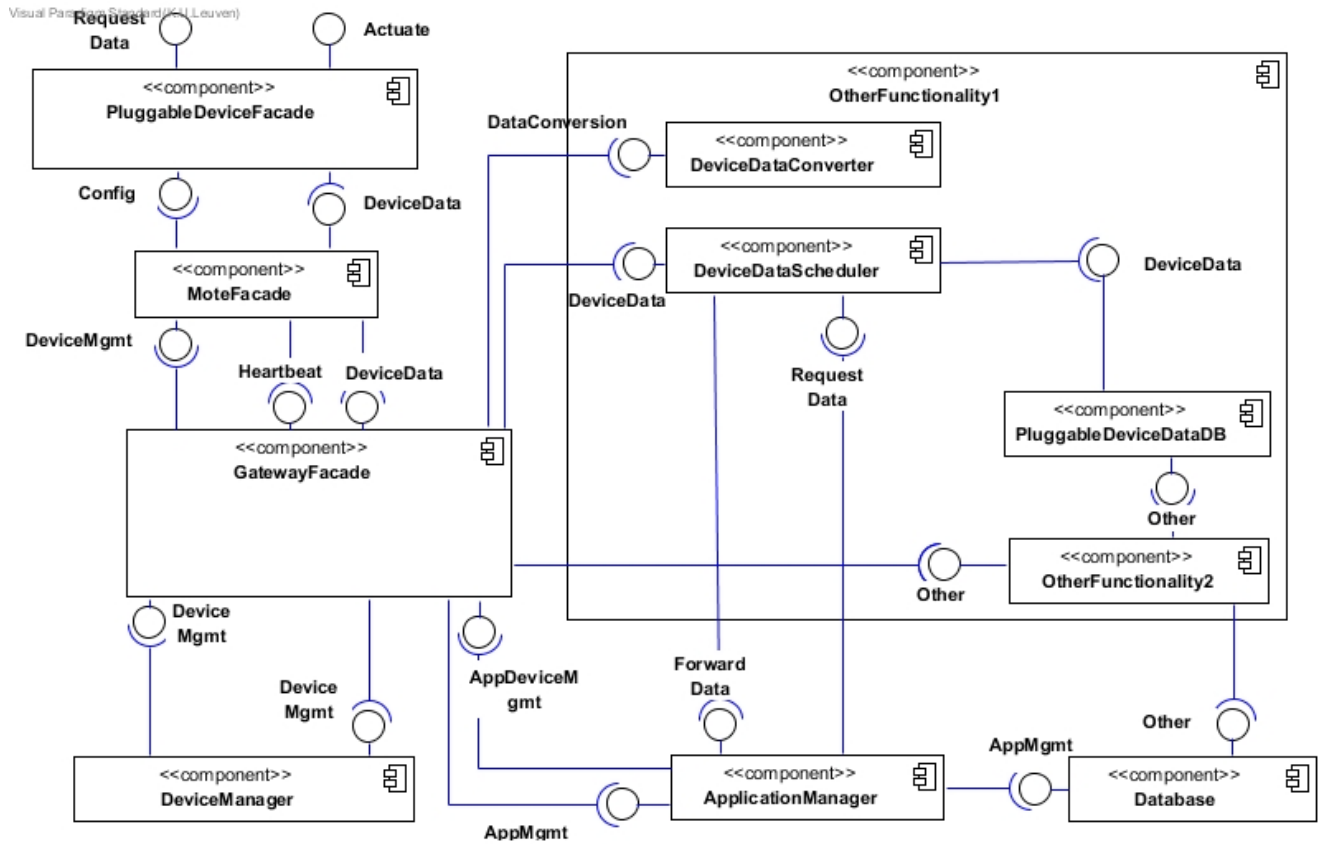 Visual Paradigm Standard(K.U.Leuven)
Request
Data
Actuate
<<component>>
PluggableDeviceFacade
<<component>>
OtherFunctionality1
DataConversion
<<component>>
DeviceDataConverter
Config
DeviceData
<<component>>
MoteFacade
<<component>>
DeviceDataScheduler
DeviceData
DeviceData
DeviceMgmt
Heartbeat
DeviceData
Request
Data
<<component>>
PluggableDeviceDataDB
<<component>>
GatewayFacade
Other
<<component>>
OtherFunctionality2
Other
Device
Mgmt
AppDeviceM
gmt
Forward
Data
Device
Mgmt
Other
AppMgmt
<<component>>
DeviceManager
<<component>>
ApplicationManager
<<component>>
Database
AppMgmt